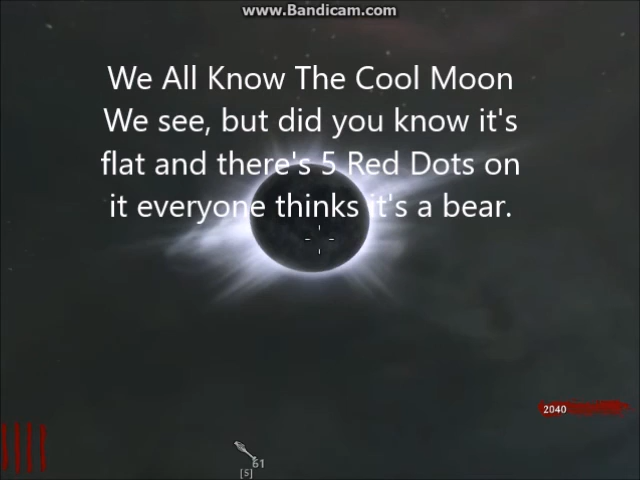 www.Bandicam.com
We All Know The Cool Moon
We see, but did you know it's
flat and there's 5 Red Dots on
it everyone thinks it's a bear.
2040
61
[5]